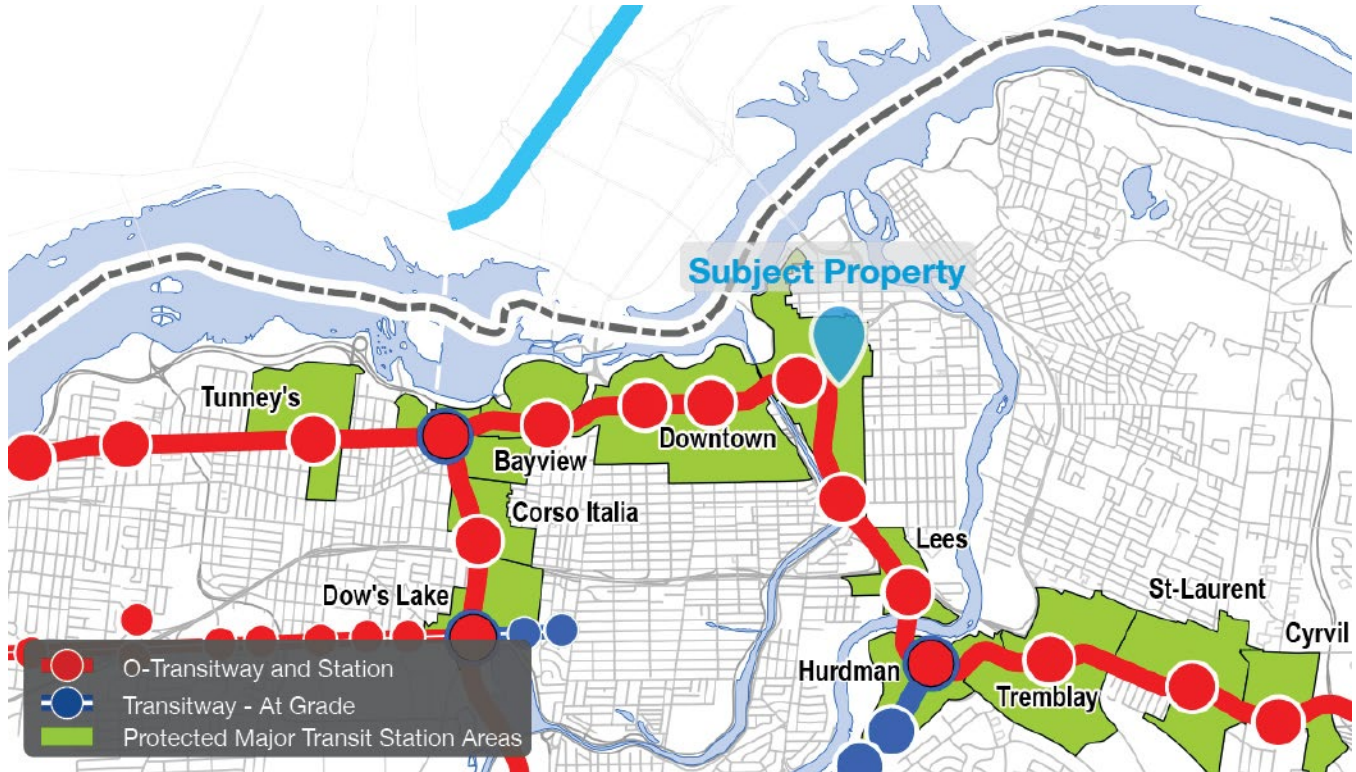 Subject Property
Tunney's
Downtown
Bayview
Corso Italia
Lees
Dow's Lake
St-Laurent
Cyrvil
Hurdman
Tremblay
O-Transitway and Station
Transitway - At Grade
Protected Major Transit Station Areas